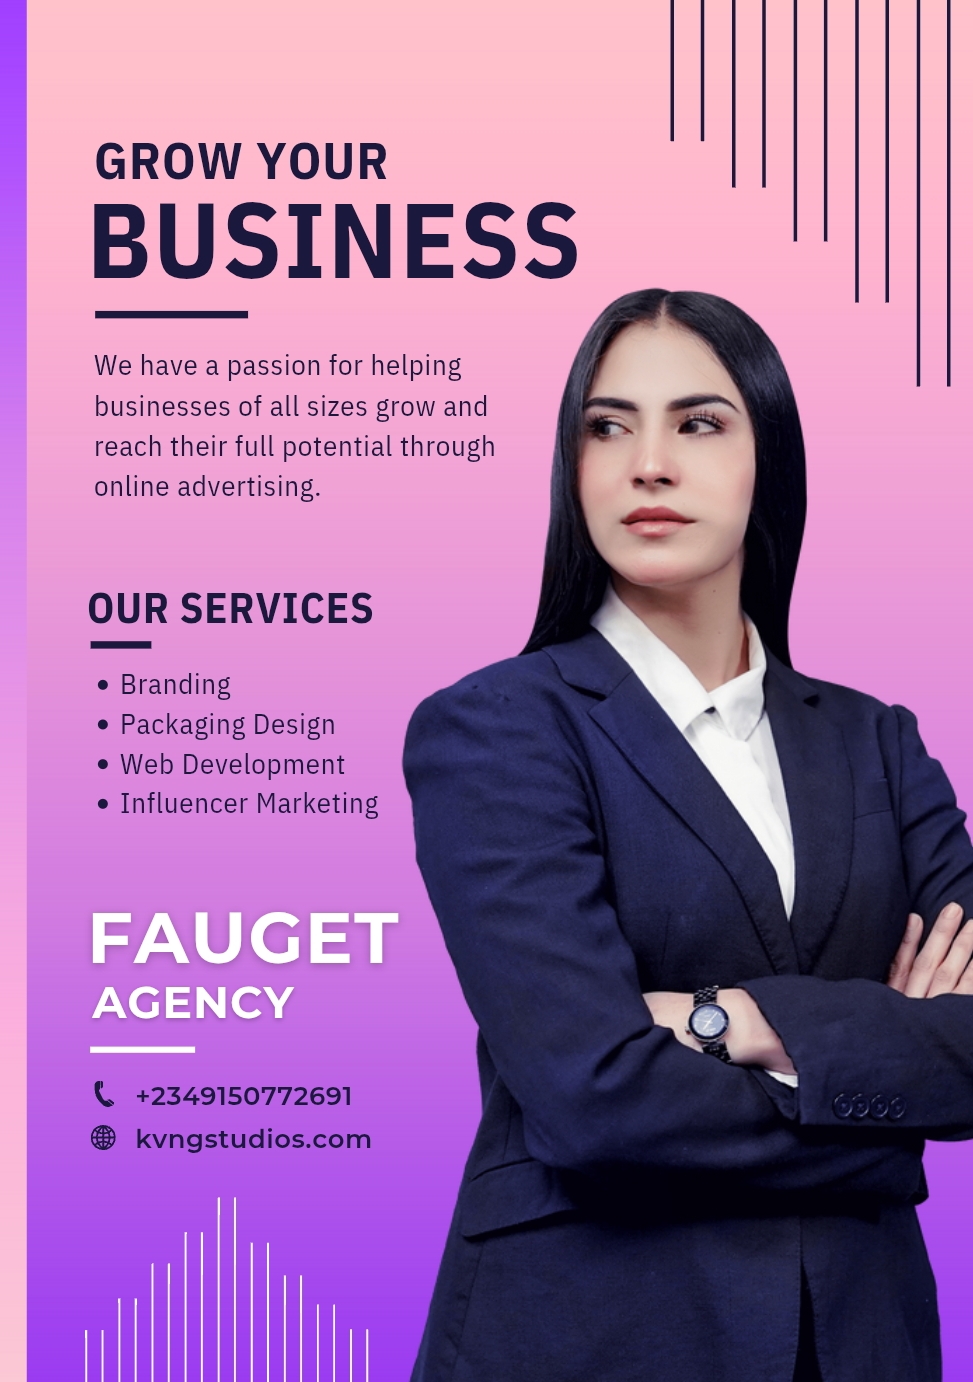 GROW YOUR
BUSINESS
We have a passion for helping
businesses of all sizes grow and
reach their full potential through
online advertising.
OUR SERVICES
• Branding
• Packaging Design
• Web Development
• Influencer Marketing
FAUGET
AGENCY
+2349150772691
kvngstudios.com